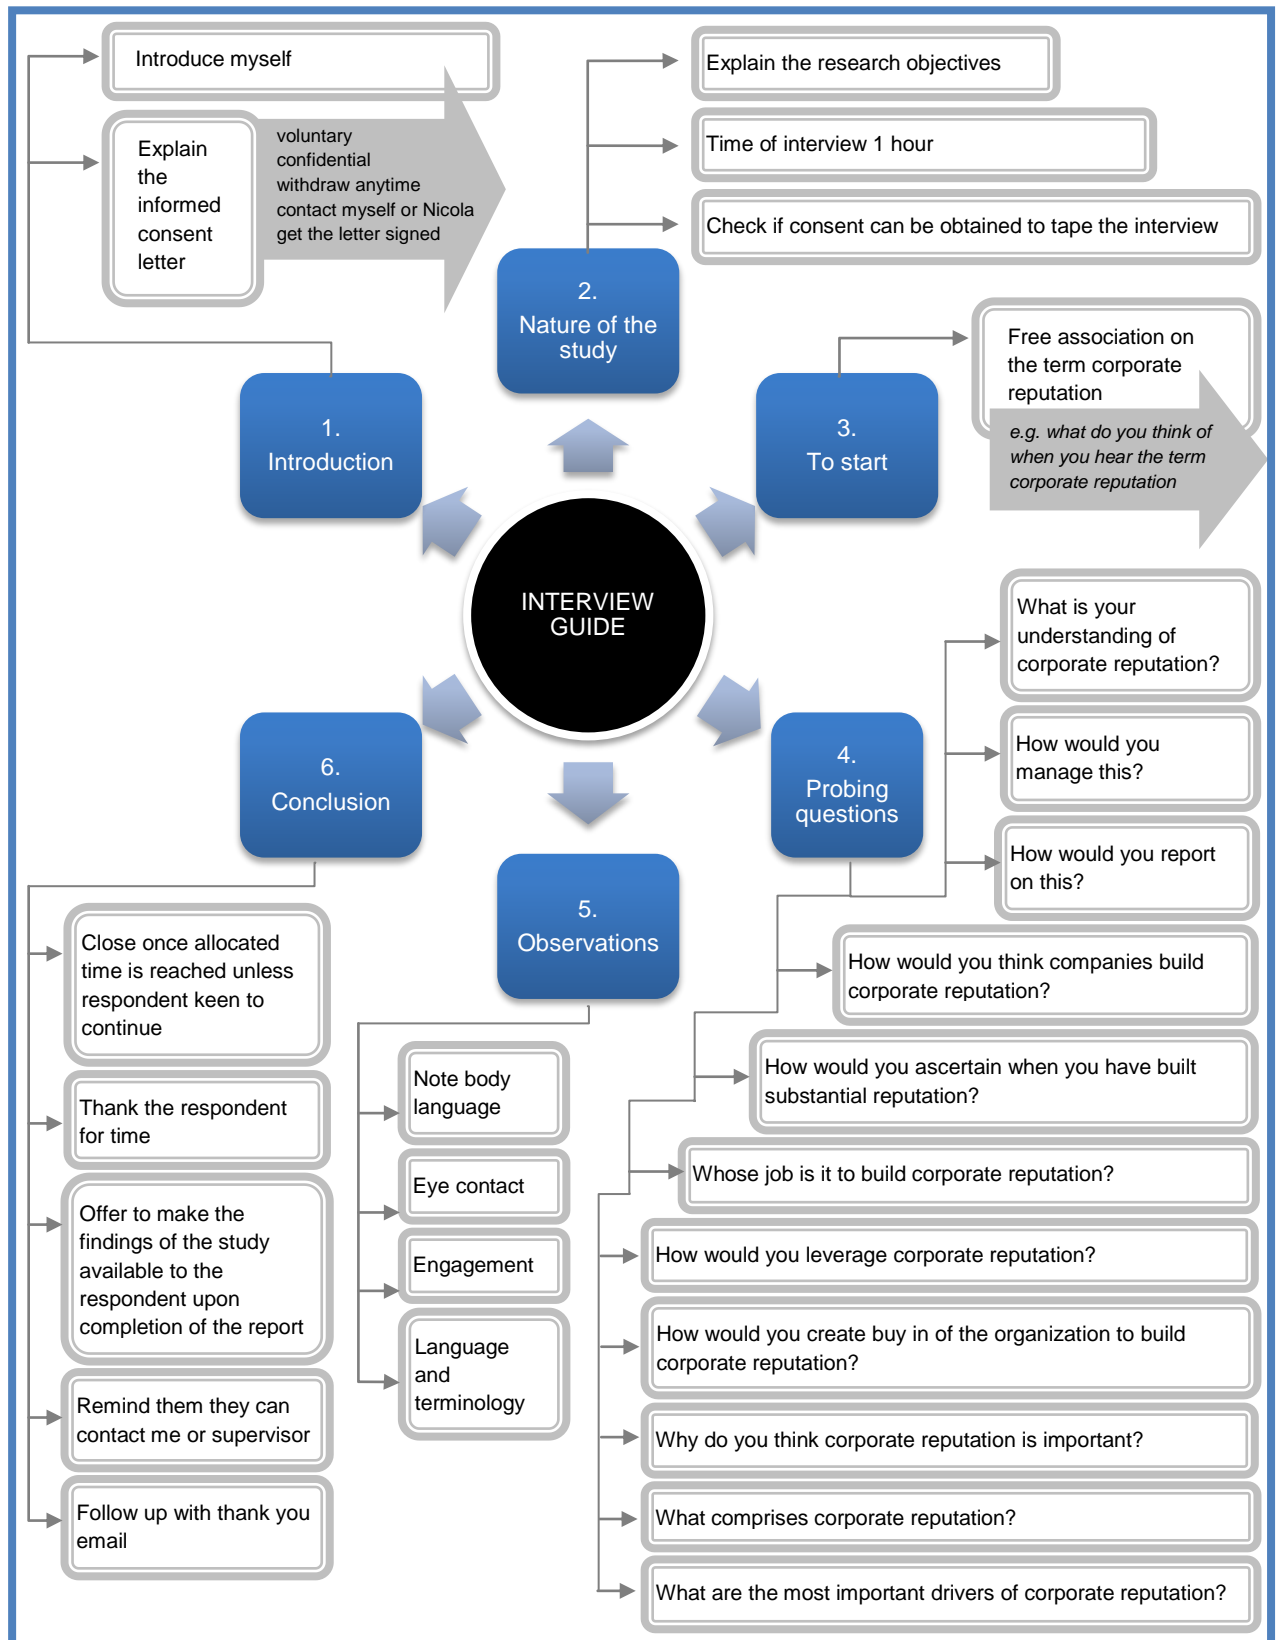 Introduce myself
Explain
the
informed
consent
letter
voluntary
confidential
withdraw anytime
contact myself or Nicola
get the letter signed
1.
Introduction
Explain the research objectives
Time of interview 1 hour
Check if consent can be obtained to tape the interview
2.
Nature of the
study
Free association on
the term corporate
reputation
e.g. what do you think of
when you hear the term
corporate reputation
3.
To start
INTERVIEW
GUIDE
What is your
understanding of
corporate reputation?
How would you
manage this?
How would you report
on this?
4.
Probing
questions
How would you think companies build
corporate reputation?
How would you ascertain when you have built
substantial reputation?
Whose job is it to build corporate reputation?
How would you leverage corporate reputation?
How would you create buy in of the organization to build
corporate reputation?
Why do you think corporate reputation is important?
What comprises corporate reputation?
What are the most important drivers of corporate reputation?
5.
Observations
Note body
language
Eye contact
Engagement
Language
and
terminology
6.
Conclusion
Close once allocated
time is reached unless
respondent keen to
continue
Thank the respondent
for time
Offer to make the
findings of the study
available to the
respondent upon
completion of the report
Remind them they can
contact me or supervisor
Follow up with thank you
email